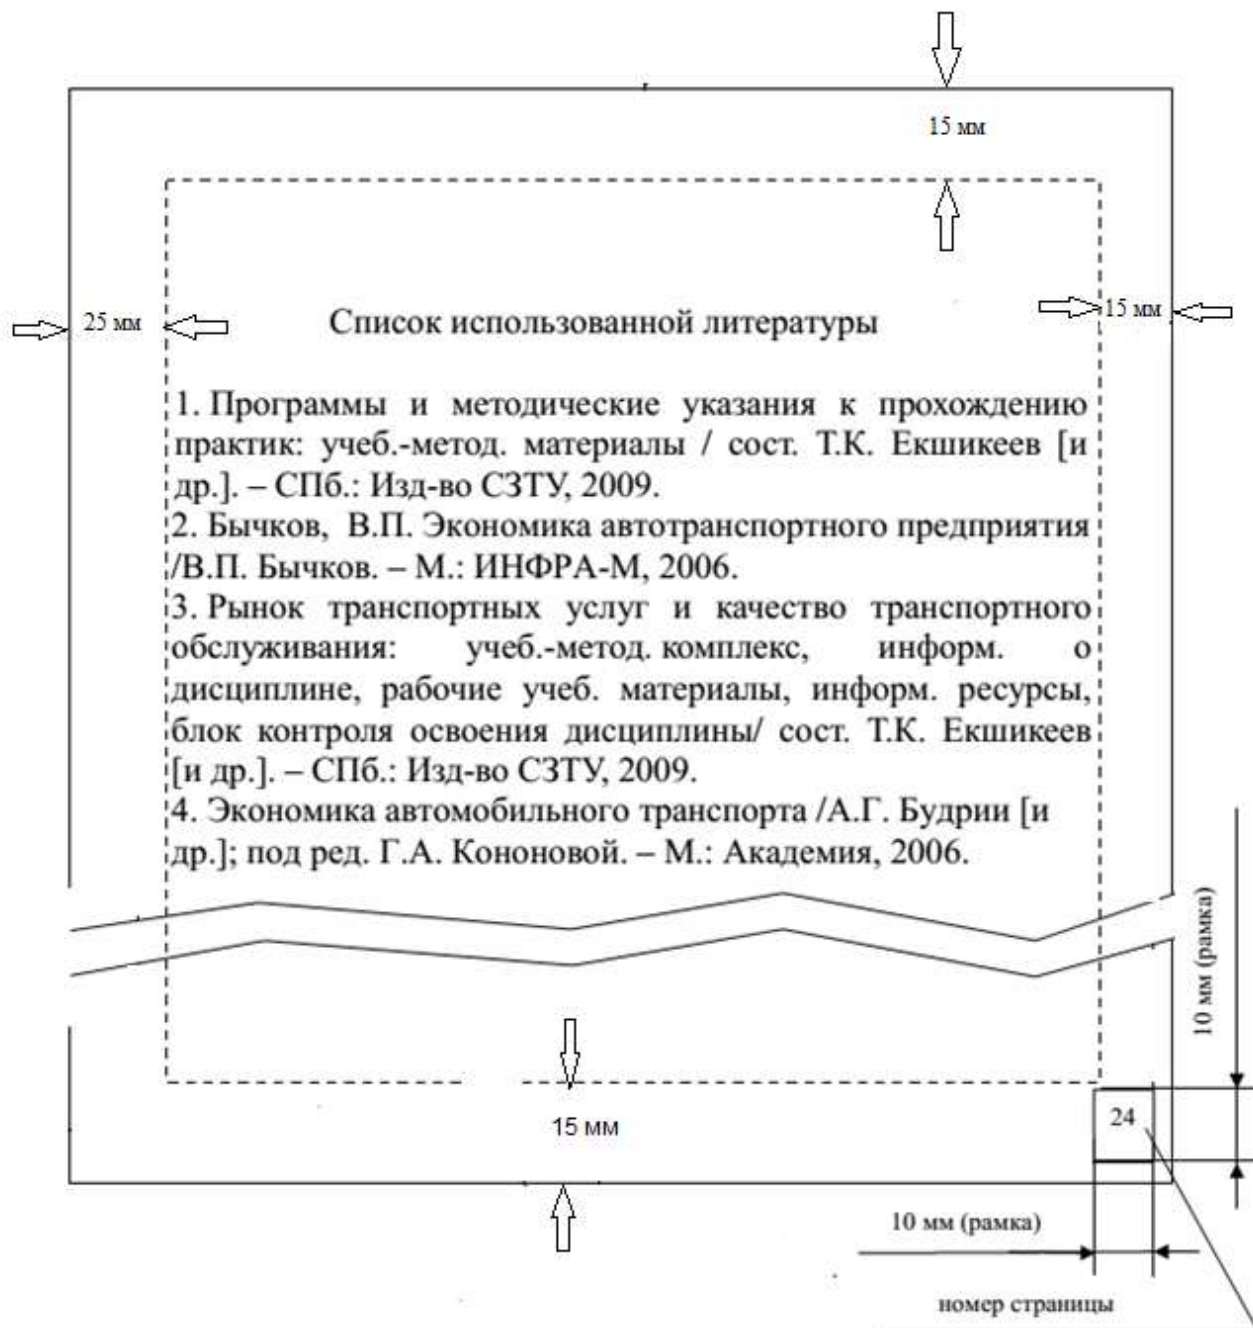 15 мм
25 мм
15 мм
Список использованной литературы
1. Программы и методические указания к прохождению
практик: учеб.-метод. материалы / сост. Т.К. Екшикеев [и
др.]. – СПб.: Изд-во СЗТУ, 2009.
2. Бычков, В.П. Экономика автотранспортного предприятия
/В.П. Бычков. – М.: ИНФРА-М, 2006.
3. Рынок транспортных услуг и качество транспортного
обслуживания: учеб.-метод. комплекс, информ. о
дисциплине, рабочие учеб. материалы, информ. ресурсы,
блок контроля освоения дисциплины/ сост. Т.К. Екшикеев
[и др.]. – СПб.: Изд-во СЗТУ, 2009.
4. Экономика автомобильного транспорта /А.Г. Будрии [и
др.]; под ред. Г.А. Кононовой. – М.: Академия, 2006.
10 мм (рамка)
15 мм
24
10 мм (рамка)
номер страницы